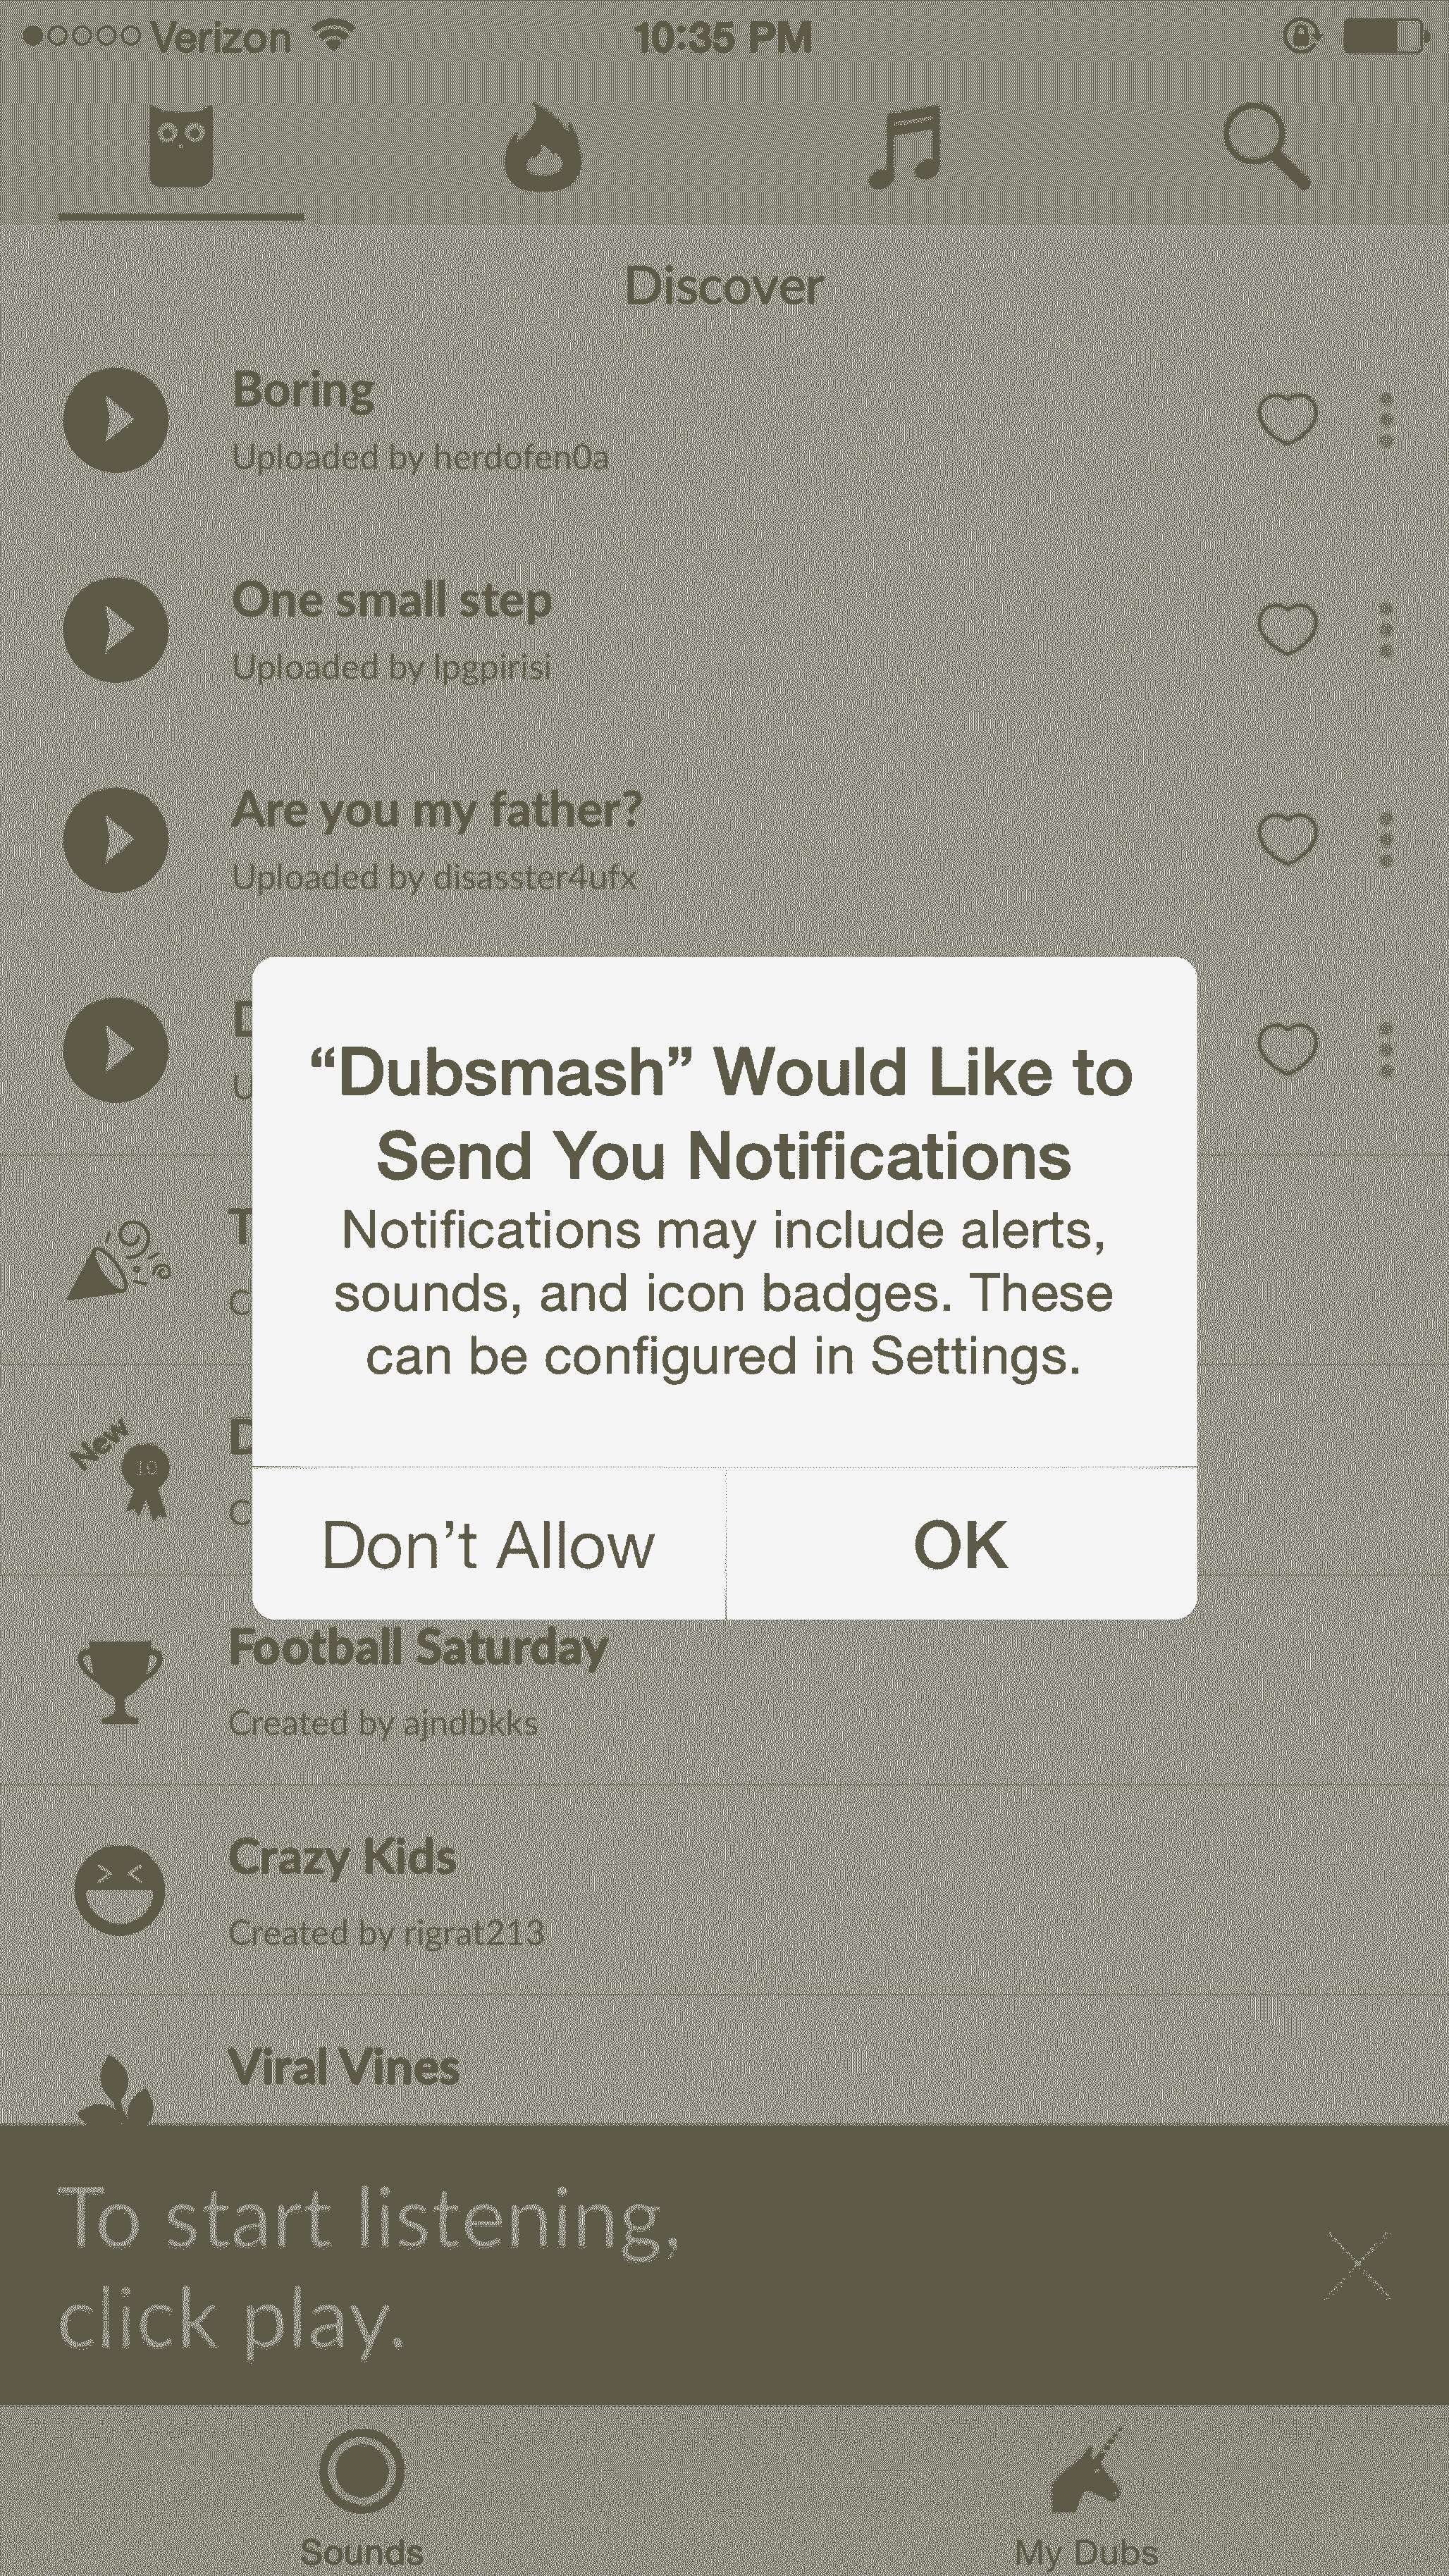 Verizon 10:35 PM
Discover
Boring
Uploaded by herdofen0a
One small step
Uploaded by lpgpirisi
Are you my father?
Uploaded by disasster4ufx
“Dubsmash” Would Like to
Send You Notifications
Notifications may include alerts,
sounds, and icon badges. These
can be configured in Settings.
New
10
Don’t Allow OK
Football Saturday
Created by ajndbkks
Crazy Kids
Created by rigrat213
Viral Vines
To start listening,
click play.
Sounds My Dubs